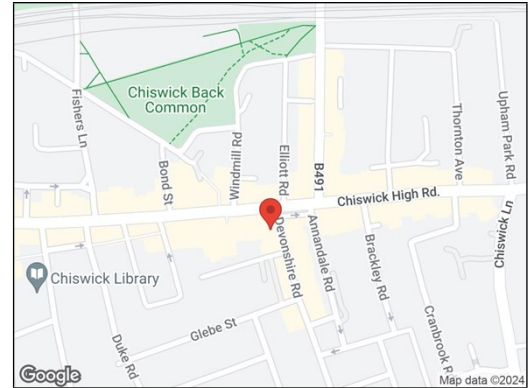 Chiswick Back
Common
Fishers Ln
Bond St
Windmill Rd
Elliott Rd
B491
Thornton Ave
Upham Park Rd
Chiswick High Rd.
Chiswick Ln
Devonshire Rd
Annandale Rd
Brackley Rd
Cranbrook Rd
Chiswick Library
Duke Rd
Glebe St
Google
Map data ©2024